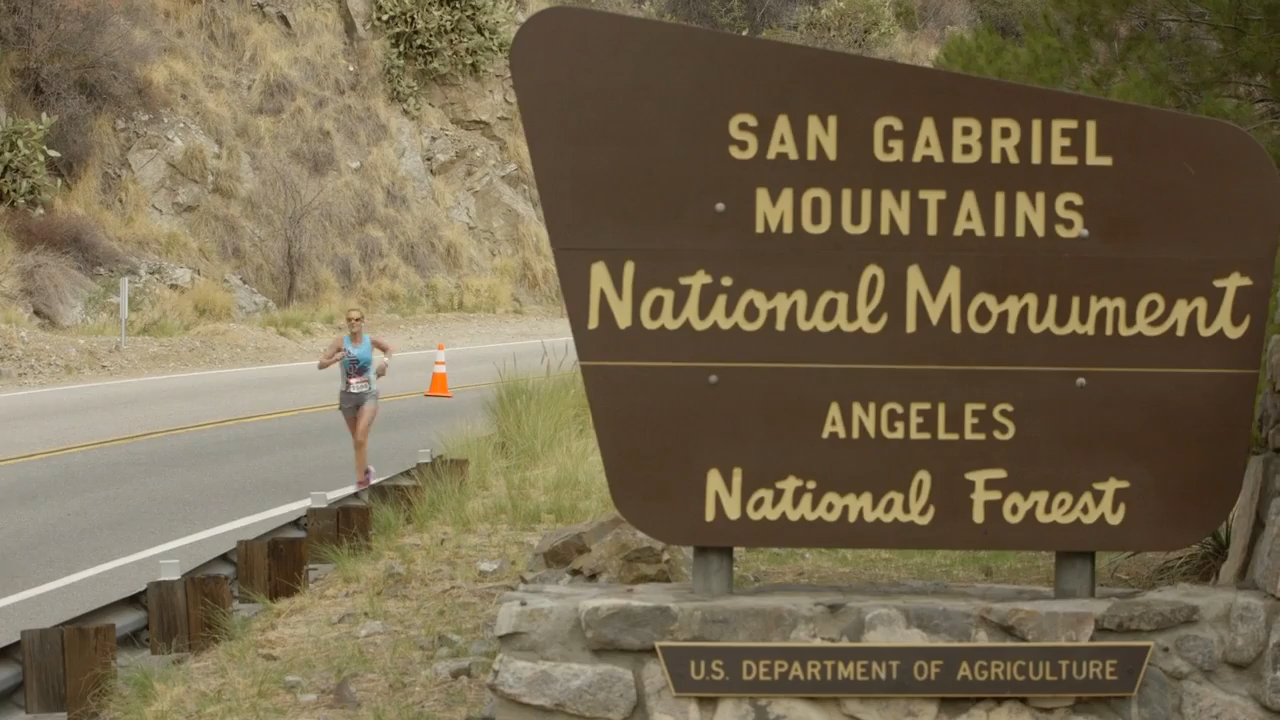 SAN GABRIEL
MOUNTAINS
National Monument
ANGELES
National Forest
U.S. DEPARTMENT OF AGRICULTURE